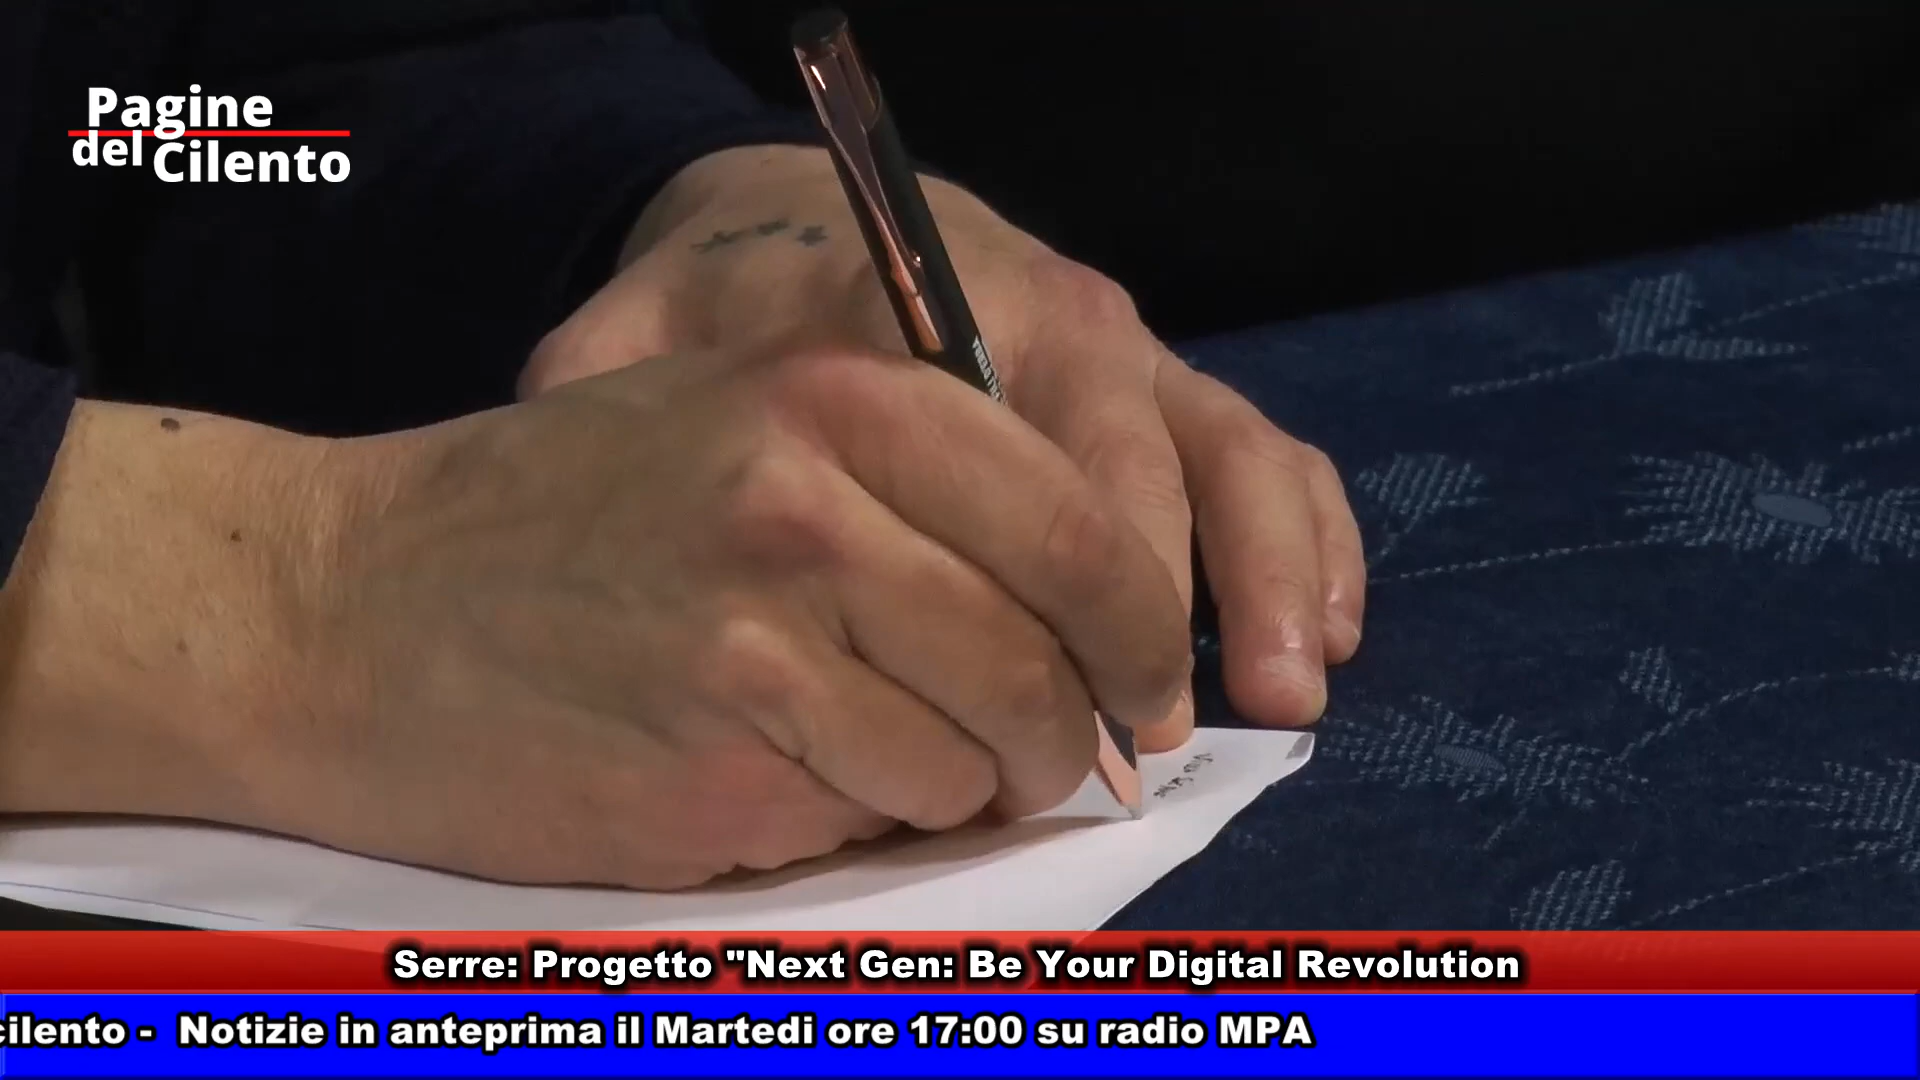 Pagine
del Cilento
Serre: Progetto "Next Gen: Be Your Digital Revolution
cilento - Notizie in anteprima il Martedi ore 17:00 su radio MPA